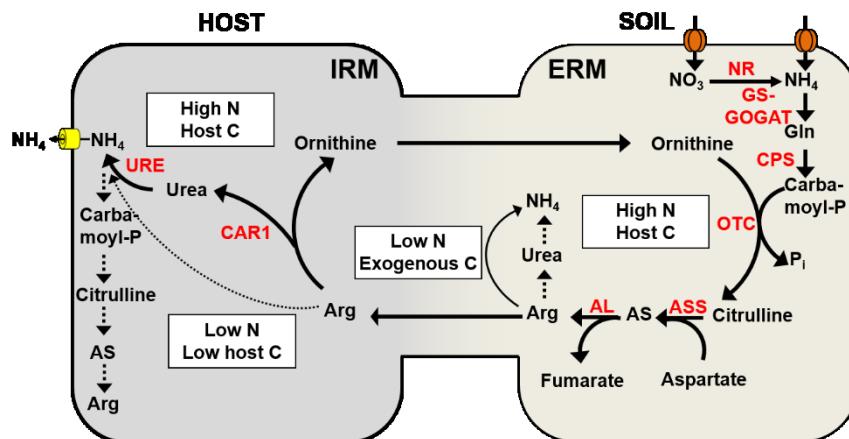 HOST
SOIL
IRM
ERM
NO3
NR
NH4
GS-
GOGAT
Gln
CPS
Carba-
moyl-P
High N
Host C
NH4
NH4
URE
Urea
Ornithine
Ornithine
Carba-
moyl-P
CAR1
NH4
Urea
Low N
Exogenous C
High N
Host C
OTC
Pi
Citrulline
AS
Arg
Low N
Low host C
Arg
Arg
AL
AS
ASS
Citrulline
Fumarate
Aspartate